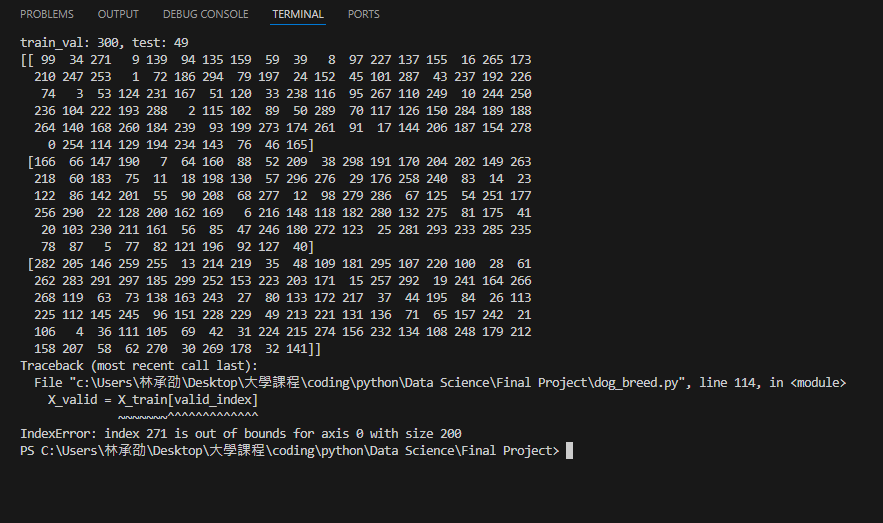 PROBLEMS OUTPUT DEBUG CONSOLE TERMINAL PORTS
train_val: 300, test: 49
[[ 99  34 271   9 139  94 135 159  59  39   8  97 227 137 155  16 265 173
  210 247 253   1  72 186 294  79 197  24 152  45 101 287  43 237 192 226
   74   3  53 124 231 167  51 120  33 238 116  95 267 110 249  10 244 250
  236 104 222 193 288   2 115 102  89  50 289  70 117 126 150 284 189 188
  264 140 168 260 184 239  93 199 273 174 261  91  17 144 206 187 154 278
    0 254 114 129 194 234 143  76  46 165]
 [166  66 147 190   7  64 160  88  52 209  38 298 191 170 204 202 149 263
  218  60 183  75  11  18 198 130  57 296 276  29 176 258 240  83  14  23
  122  86 142 201  55  90 208  68 277  12  98 279 286  67 125  54 251 177
  256 290  22 128 200 162 169   6 216 148 118 182 280 132 275  81 175  41
   20 103 230 211 161  56  85  47 246 180 272 123  25 281 293 233 285 235
   78  87   5  77  82 121 196  92 127  40]
 [282 205 146 259 255  13 214 219  35  48 109 181 295 107 220 100  28  61
  262 283 291 297 185 299 252 153 223 203 171  15 257 292  19 241 164 266
  268 119  63  73 138 163 243  27  80 133 172 217  37  44 195  84  26 113
  225 112 145 245  96 151 228 229  49 213 221 131 136  71  65 157 242  21
  106   4  36 111 105  69  42  31 224 215 274 156 232 134 108 248 179 212
  158 207  58  62 270  30 269 178  32 141]]
Traceback (most recent call last):
  File "c:\Users\林承劭\Desktop\大學課程\coding\python\Data Science\Final Project\dog_breed.py", line 114, in <module>
    X_valid = X_train[valid_index]
              ~~~~~~~^^^^^^^^^^^^^
IndexError: index 271 is out of bounds for axis 0 with size 200
PS C:\Users\林承劭\Desktop\大學課程\coding\python\Data Science\Final Project>